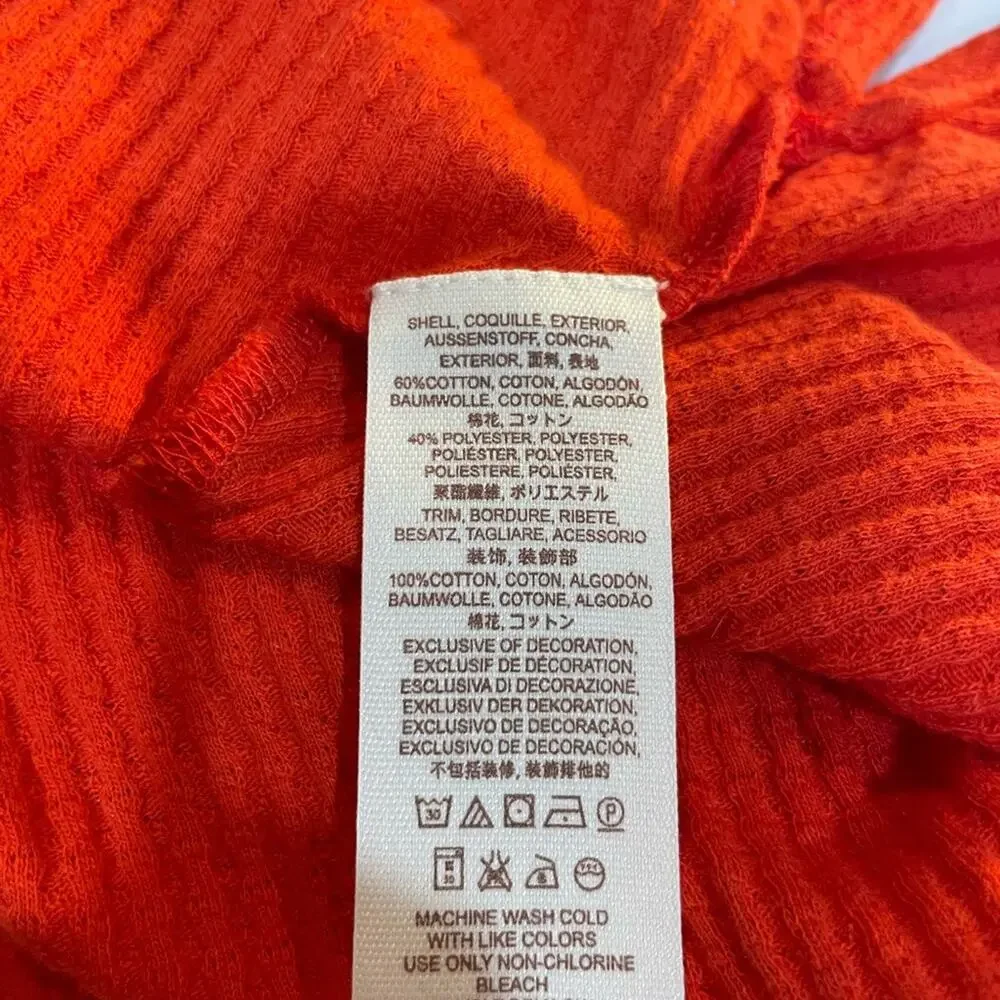 SHELL, COQUILLE, EXTERIOR,
AUSSENSTOFF, CONCHA,
EXTERIOR, 面料, 表地
60%COTTON, COTON, ALGODÓN,
BAUMWOLLE, COTONE, ALGODÃO
棉花, コットン
40% POLYESTER, POLYESTER,
POLIÉSTER, POLYESTER,
POLIESTERE, POLIÉSTER,
聚酯纖維, ポリエステル
TRIM, BORDURE, RIBETE,
BESATZ, TAGLIARE, ACESSORIO
装饰, 装飾部
100%COTTON, COTON, ALGODÓN,
BAUMWOLLE, COTONE, ALGODÃO
棉花, コットン
EXCLUSIVE OF DECORATION,
EXCLUSIF DE DÉCORATION,
ESCLUSIVA DI DECORAZIONE,
EXKLUSIV DER DEKORATION,
EXCLUSIVO DE DECORAÇÃO,
EXCLUSIVO DE DECORACIÓN,
不包括装修, 装飾排他的
30 P
30
MACHINE WASH COLD
WITH LIKE COLORS
USE ONLY NON-CHLORINE
BLEACH